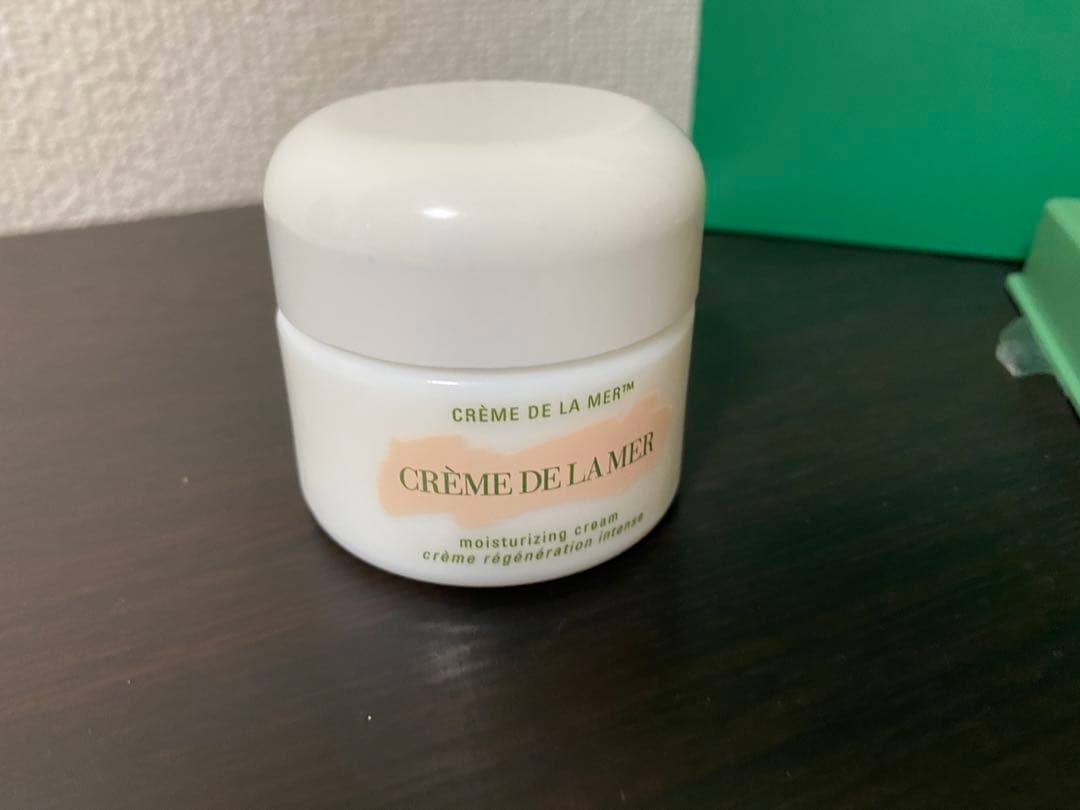 CRÈME DE LA MER™
CRÈME DE LA MER
moisturizing cream
crème régénération intense